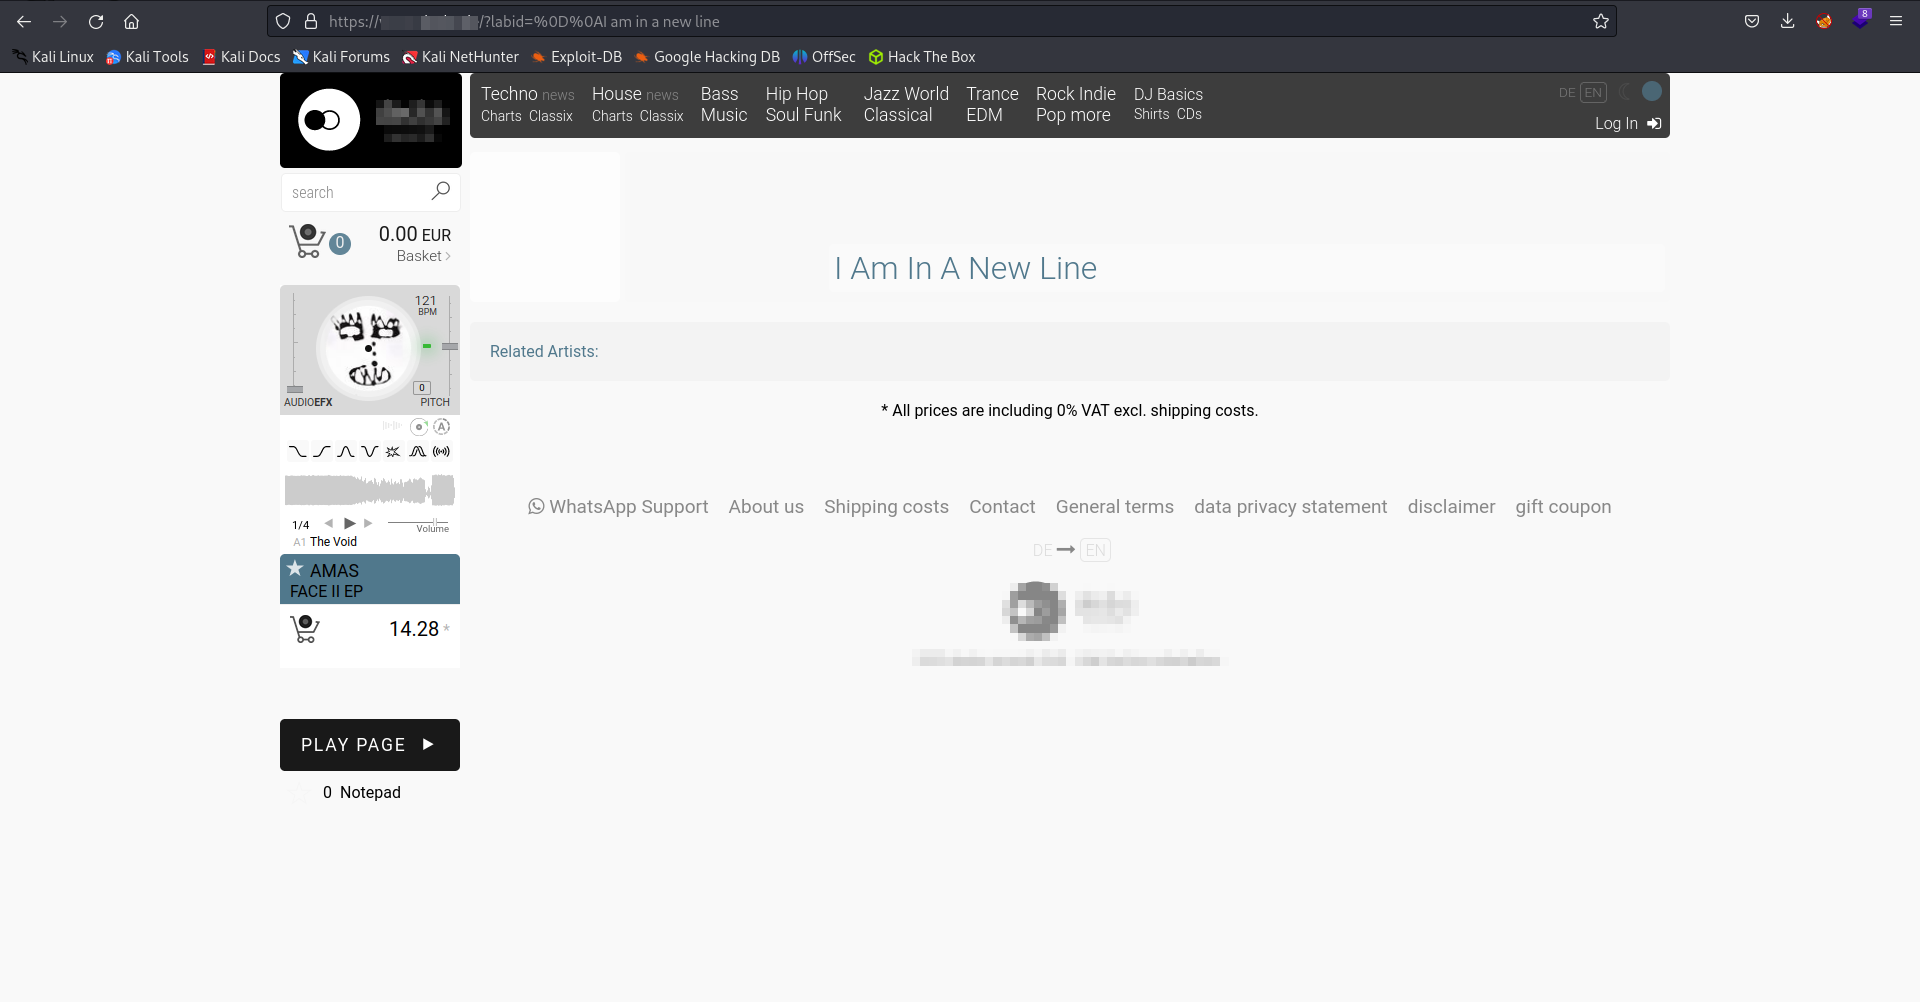 https:// /?labid=%0D%0AI am in a new line
8
Kali Linux Kali Tools Kali Docs Kali Forums Kali NetHunter Exploit-DB Google Hacking DB OffSec Hack The Box
Techno news House news Bass Hip Hop Jazz World Trance Rock Indie DJ Basics
Charts Classix Charts Classix Music Soul Funk Classical EDM Pop more Shirts CDs
DE EN
Log In
search
0
0.00 EUR
Basket
I Am In A New Line
121
BPM
0
AUDIOEFX PITCH
A
Related Artists:
* All prices are including 0% VAT excl. shipping costs.
1/4
Volume
A1 The Void
AMAS
FACE II EP
14.28 *
WhatsApp Support About us Shipping costs Contact General terms data privacy statement disclaimer gift coupon
DE EN
PLAY PAGE
0 Notepad